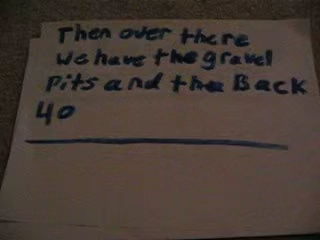 Then over there
We have the gravel
Pits and the Back
40